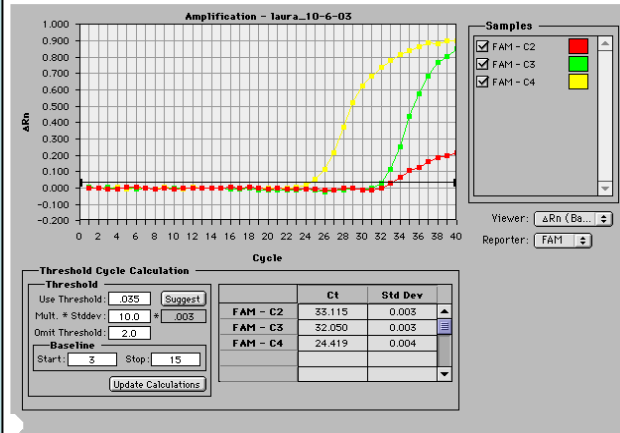 Amplification - laura_10-6-03
1.000
0.900
0.800
0.700
0.600
0.500
0.400
0.300
0.200
0.100
0.000
-0.100
-0.200
ΔRn
0 2 4 6 8 10 12 14 16 18 20 22 24 26 28 30 32 34 36 38 40
Cycle
Samples
FAM - C2
FAM - C3
FAM - C4
Viewer: ΔRn (Ba...
Reporter: FAM
Threshold Cycle Calculation
Threshold
Use Threshold: .035 Suggest
Mult. * Stddev: 10.0 * .003
Omit Threshold: 2.0
Baseline
Start: 3 Stop: 15
Update Calculations
Ct Std Dev
FAM - C2 33.115 0.003
FAM - C3 32.050 0.003
FAM - C4 24.419 0.004